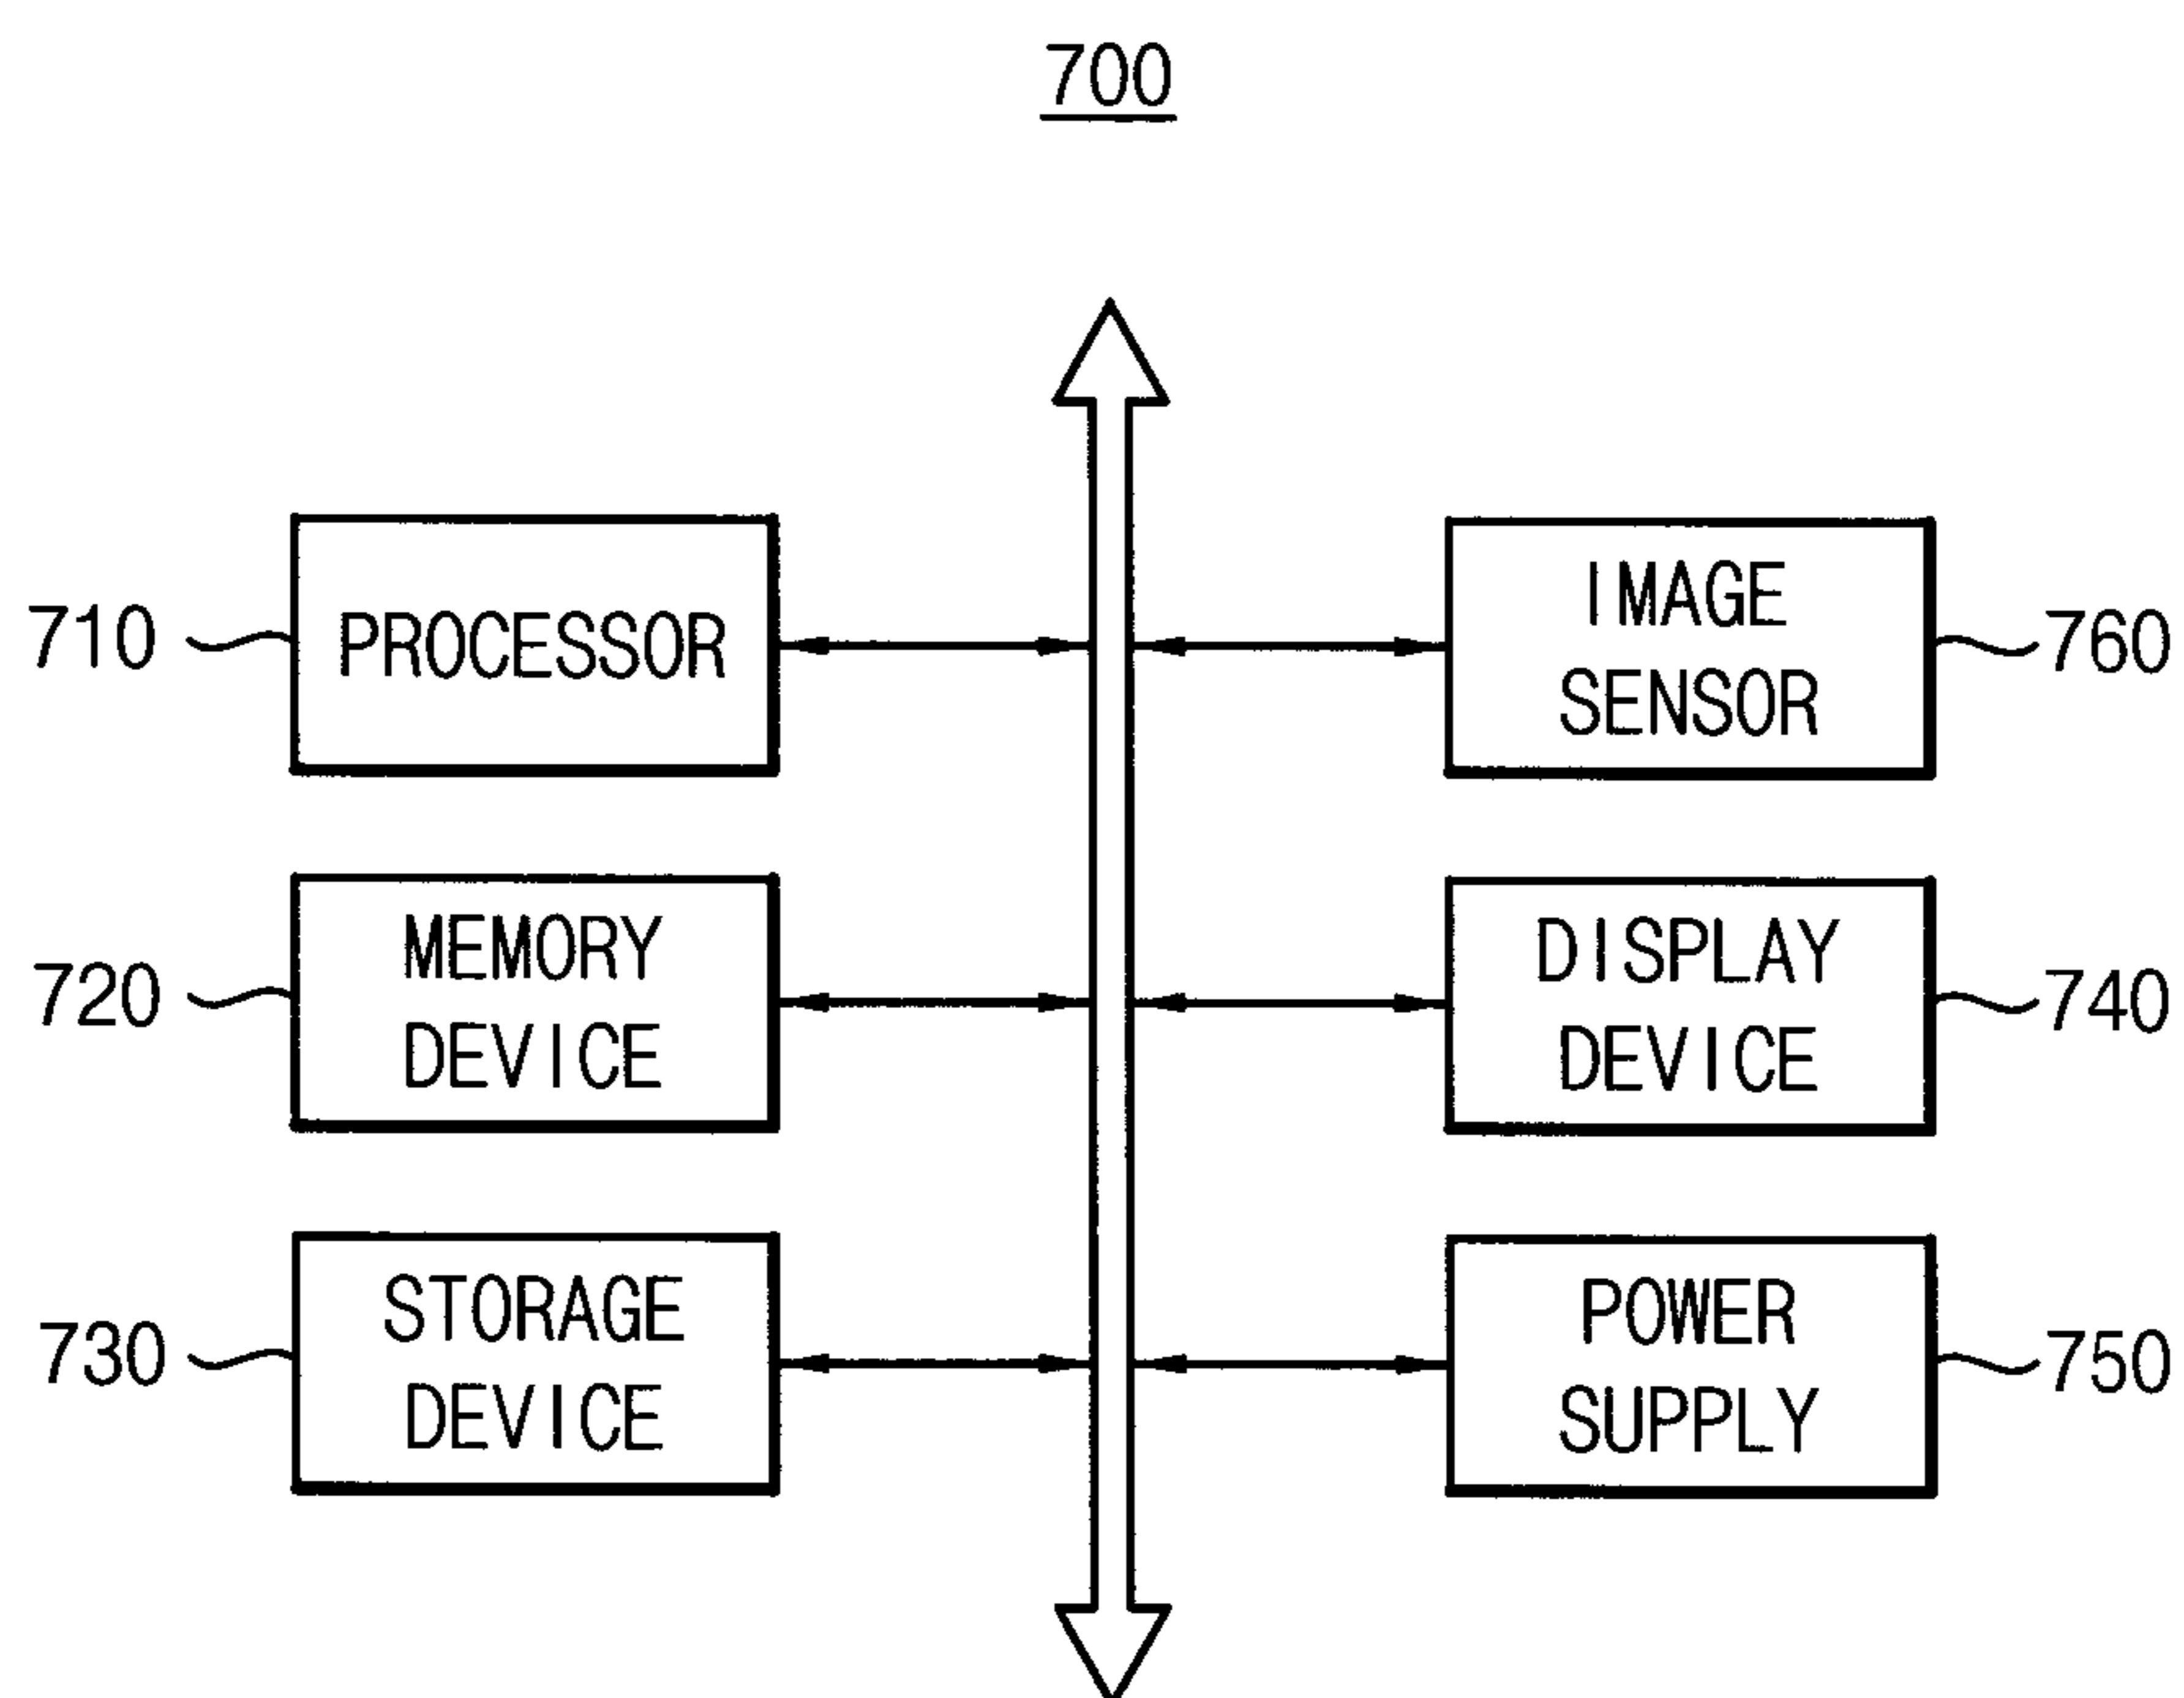 700
710
PROCESSOR
IMAGE
SENSOR
760
720
MEMORY
DEVICE
DISPLAY
DEVICE
740
730
STORAGE
DEVICE
POWER
SUPPLY
750